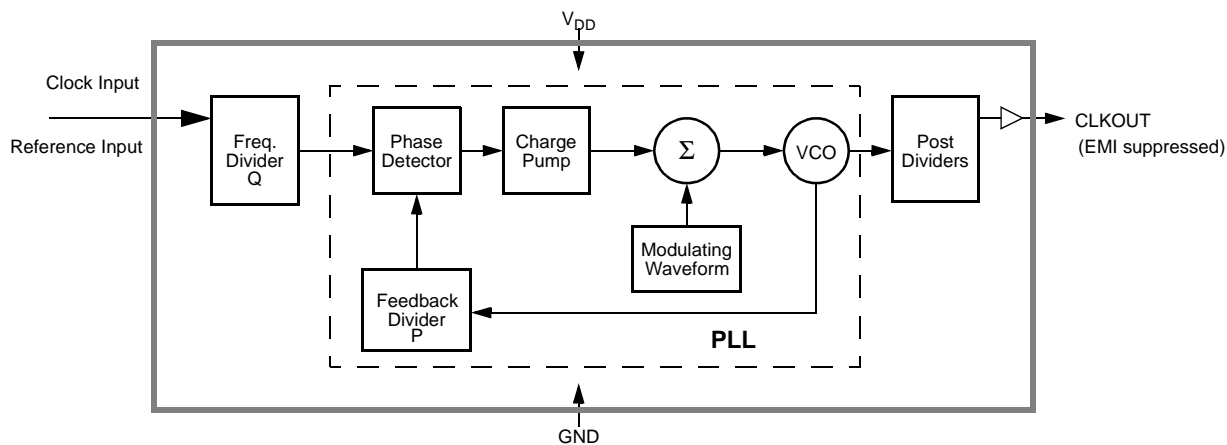 VDD
Clock Input
Reference Input
Freq.
Divider
Q
Phase
Detector
Charge
Pump
Σ
VCO
Post
Dividers
CLKOUT
(EMI suppressed)
Modulating
Waveform
Feedback
Divider
P
PLL
GND